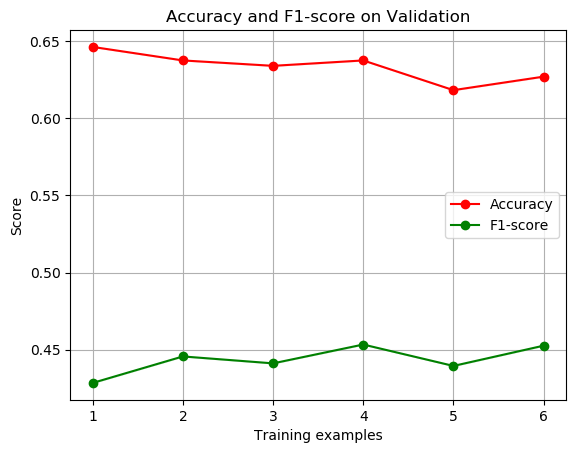 Accuracy and F1-score on Validation
0.65
0.60
0.55
0.50
0.45
Score
Accuracy
F1-score
1 2 3 4 5 6
Training examples